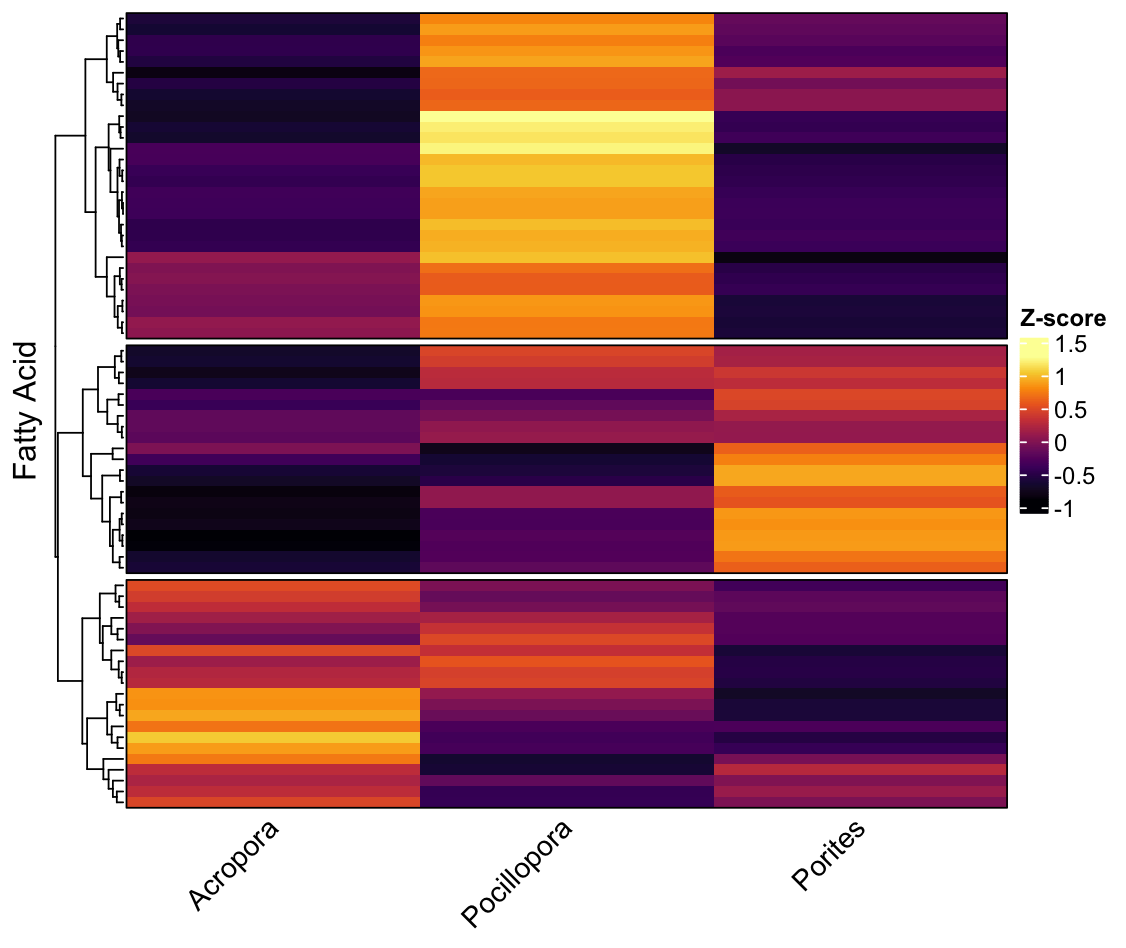 Fatty Acid
Z-score
1.5
1
0.5
0
-0.5
-1
Acropora
Pocillopora
Porites